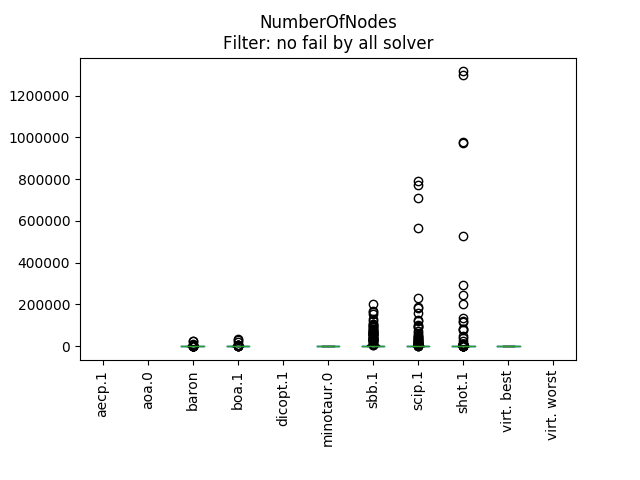 NumberOfNodes
Filter: no fail by all solver
1200000
1000000
800000
600000
400000
200000
0
aecp.1
aoa.0
baron
boa.1
dicopt.1
minotaur.0
sbb.1
scip.1
shot.1
virt. best
virt. worst